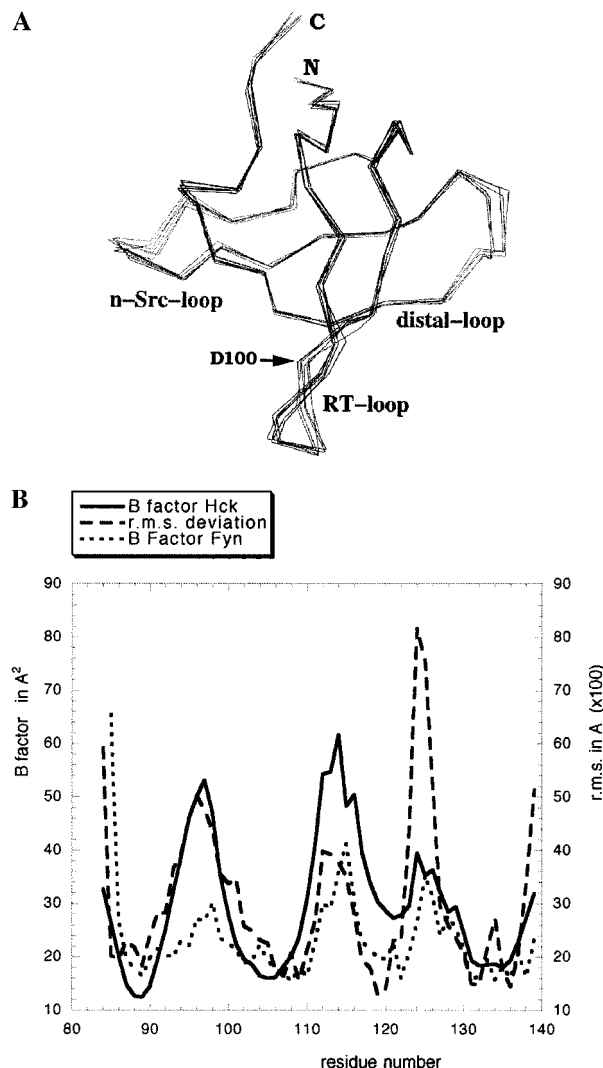 A
C
N
n-Src-loop
distal-loop
D100
RT-loop
B
B factor Hck
r.m.s. deviation
B Factor Fyn
90
80
70
60
50
40
30
20
10
B factor in A²
90
80
70
60
50
40
30
20
10
r.m.s. in A (x100)
80
90
100
110
120
130
140
residue number